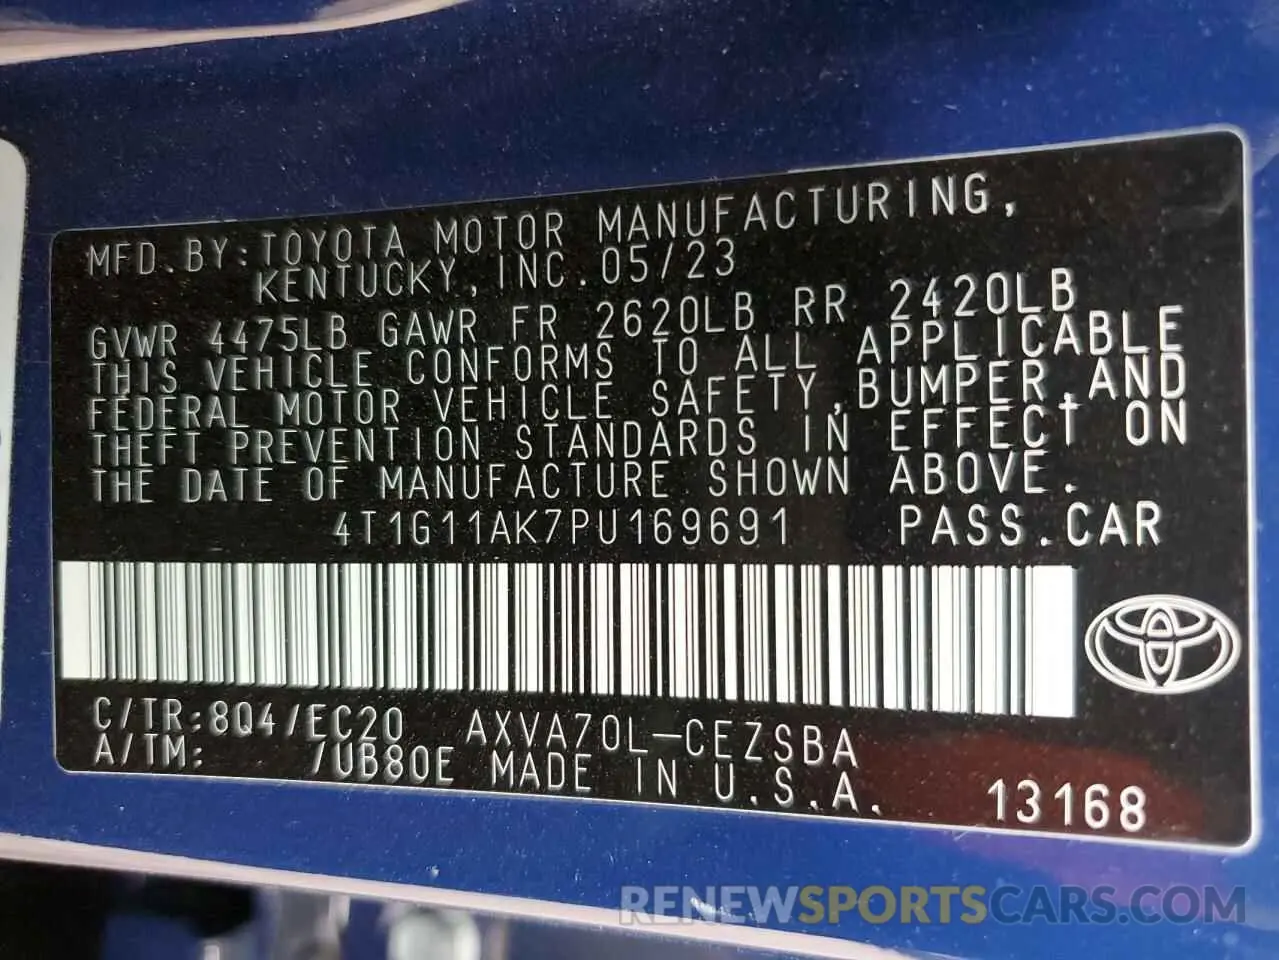 MFD.BY:TOYOTA MOTOR MANUFACTURING,
KENTUCKY, INC. 05/23
GVWR 4475LB GAWR FR 2620LB RR 2420LB
THIS VEHICLE CONFORMS TO ALL APPLICABLE
FEDERAL MOTOR VEHICLE SAFETY,BUMPER,AND
THEFT PREVENTION STANDARDS IN EFFECT ON
THE DATE OF MANUFACTURE SHOWN ABOVE.
4T1G11AK7PU169691 PASS.CAR
C/TR:8Q4/EC20 AXVA70L-CEZSBA
A/TM: /UB80E MADE IN U.S.A. 13168
RENEWSPORTSCARS.COM